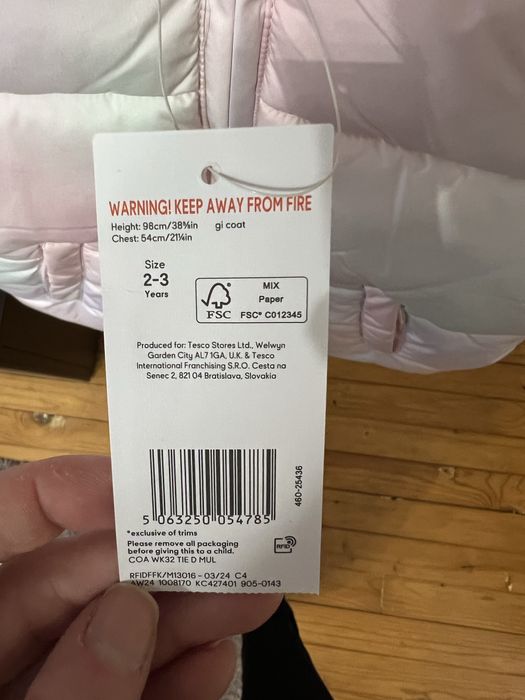 WARNING! KEEP AWAY FROM FIRE
Height: 98cm/38⅝in gi coat
Chest: 54cm/21¼in
Size
2-3
Years
MIX
Paper
FSC FSC® C012345
Produced for: Tesco Stores Ltd., Welwyn
Garden City AL7 1GA, U.K. & Tesco
International Franchising S.R.O. Cesta na
Senec 2, 821 04 Bratislava, Slovakia
460-25436
5 063250 054785
*exclusive of trims
Please remove all packaging
before giving this to a child.
COA WK32 TIE D MUL
RFID
RFIDFFK/M13016 - 03/24 C4
AW24 1008170 KC427401 905-0143